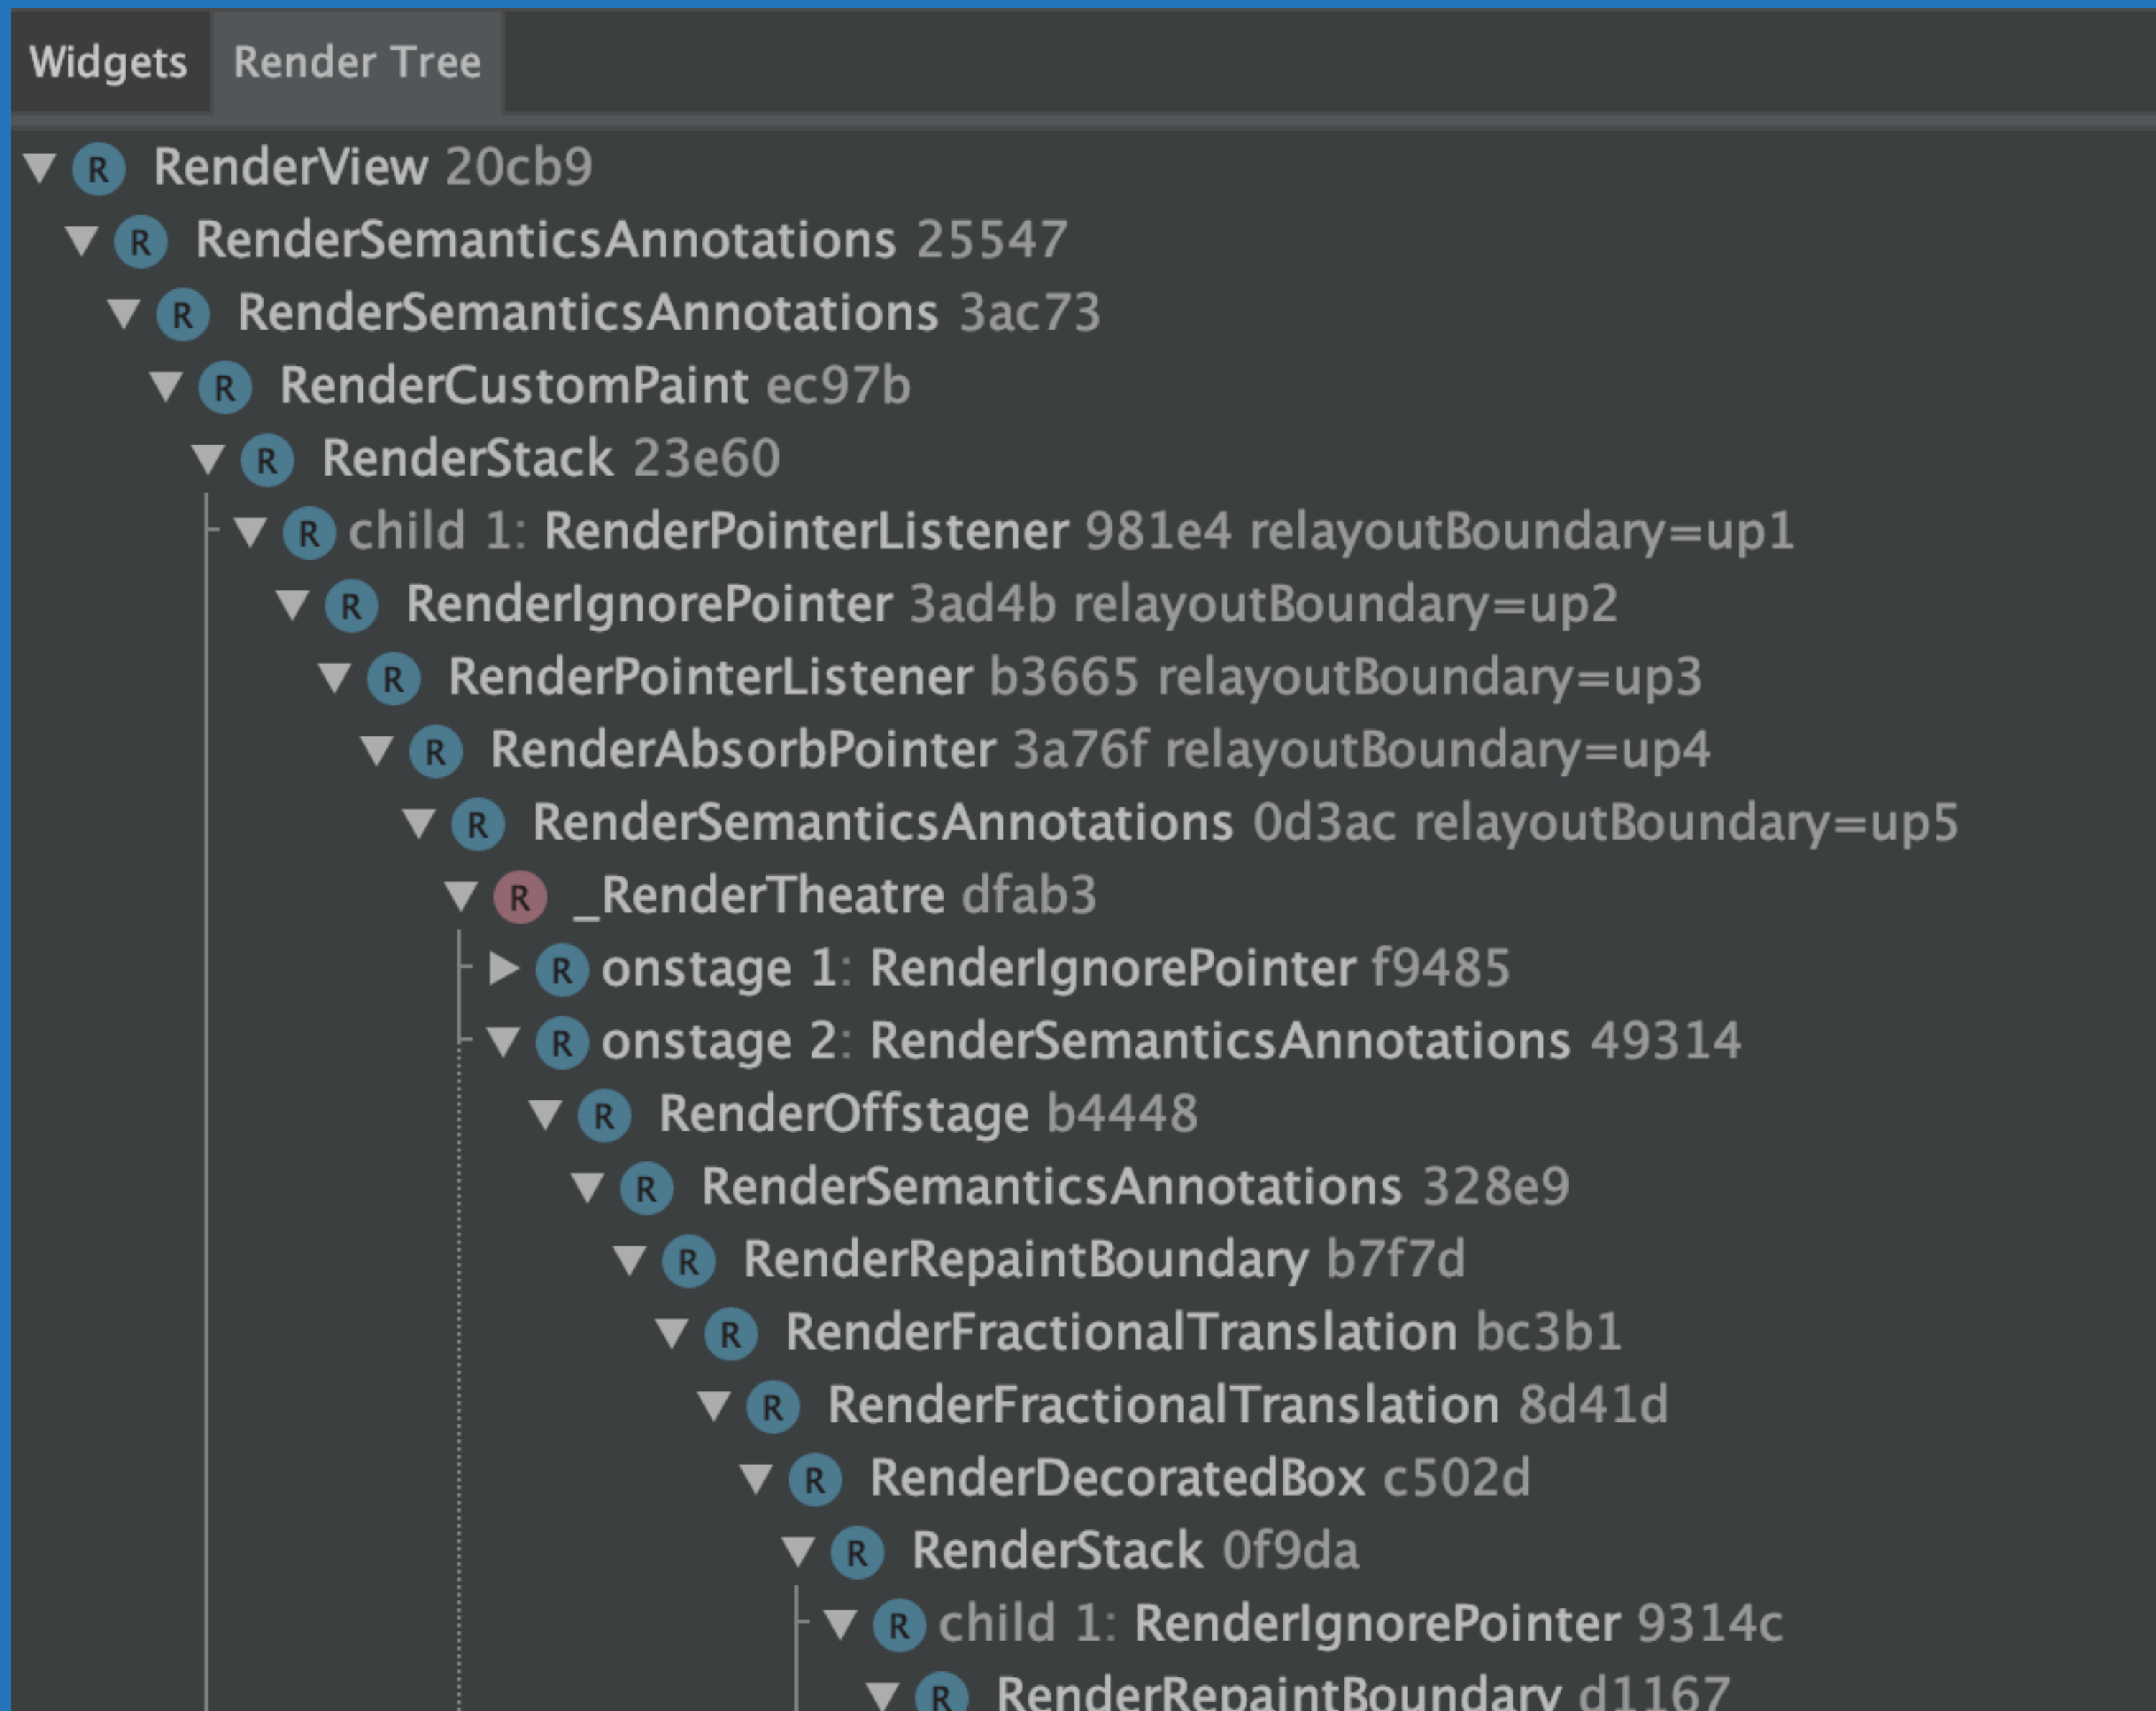 Widgets Render Tree
R RenderView 20cb9
R RenderSemanticsAnnotations 25547
R RenderSemanticsAnnotations 3ac73
R RenderCustomPaint ec97b
R RenderStack 23e60
R child 1: RenderPointerListener 981e4 relayoutBoundary=up1
R RenderIgnorePointer 3ad4b relayoutBoundary=up2
R RenderPointerListener b3665 relayoutBoundary=up3
R RenderAbsorbPointer 3a76f relayoutBoundary=up4
R RenderSemanticsAnnotations 0d3ac relayoutBoundary=up5
R _RenderTheatre dfab3
R onstage 1: RenderIgnorePointer f9485
R onstage 2: RenderSemanticsAnnotations 49314
R RenderOffstage b4448
R RenderSemanticsAnnotations 328e9
R RenderRepaintBoundary b7f7d
R RenderFractionalTranslation bc3b1
R RenderFractionalTranslation 8d41d
R RenderDecoratedBox c502d
R RenderStack 0f9da
R child 1: RenderIgnorePointer 9314c
R RenderRepaintBoundary d1167